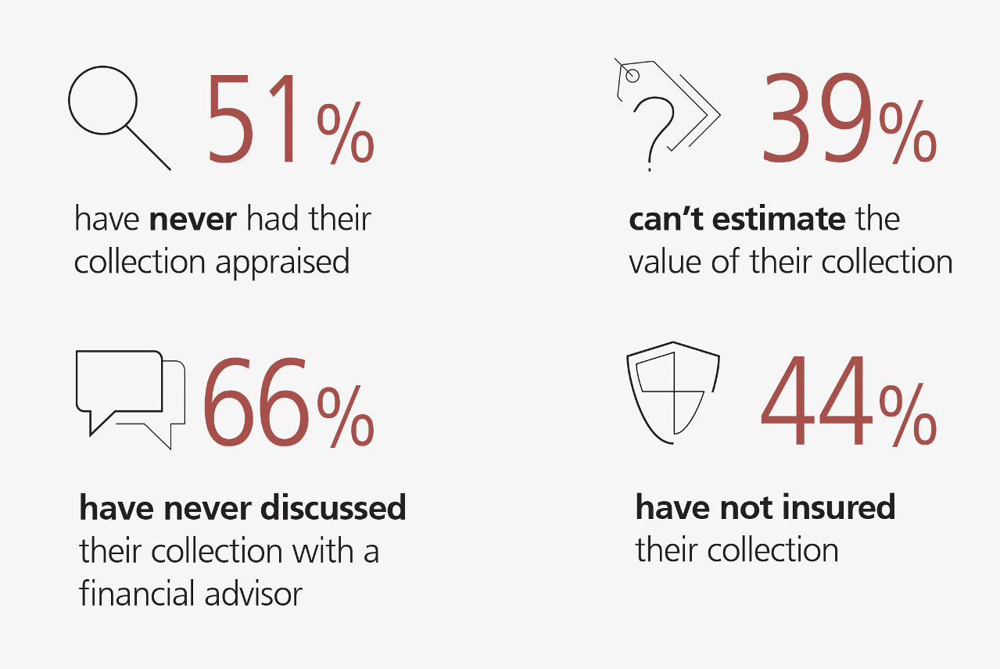 51%
have never had their
collection appraised
39%
can’t estimate the
value of their collection
66%
have never discussed
their collection with a
financial advisor
44%
have not insured
their collection